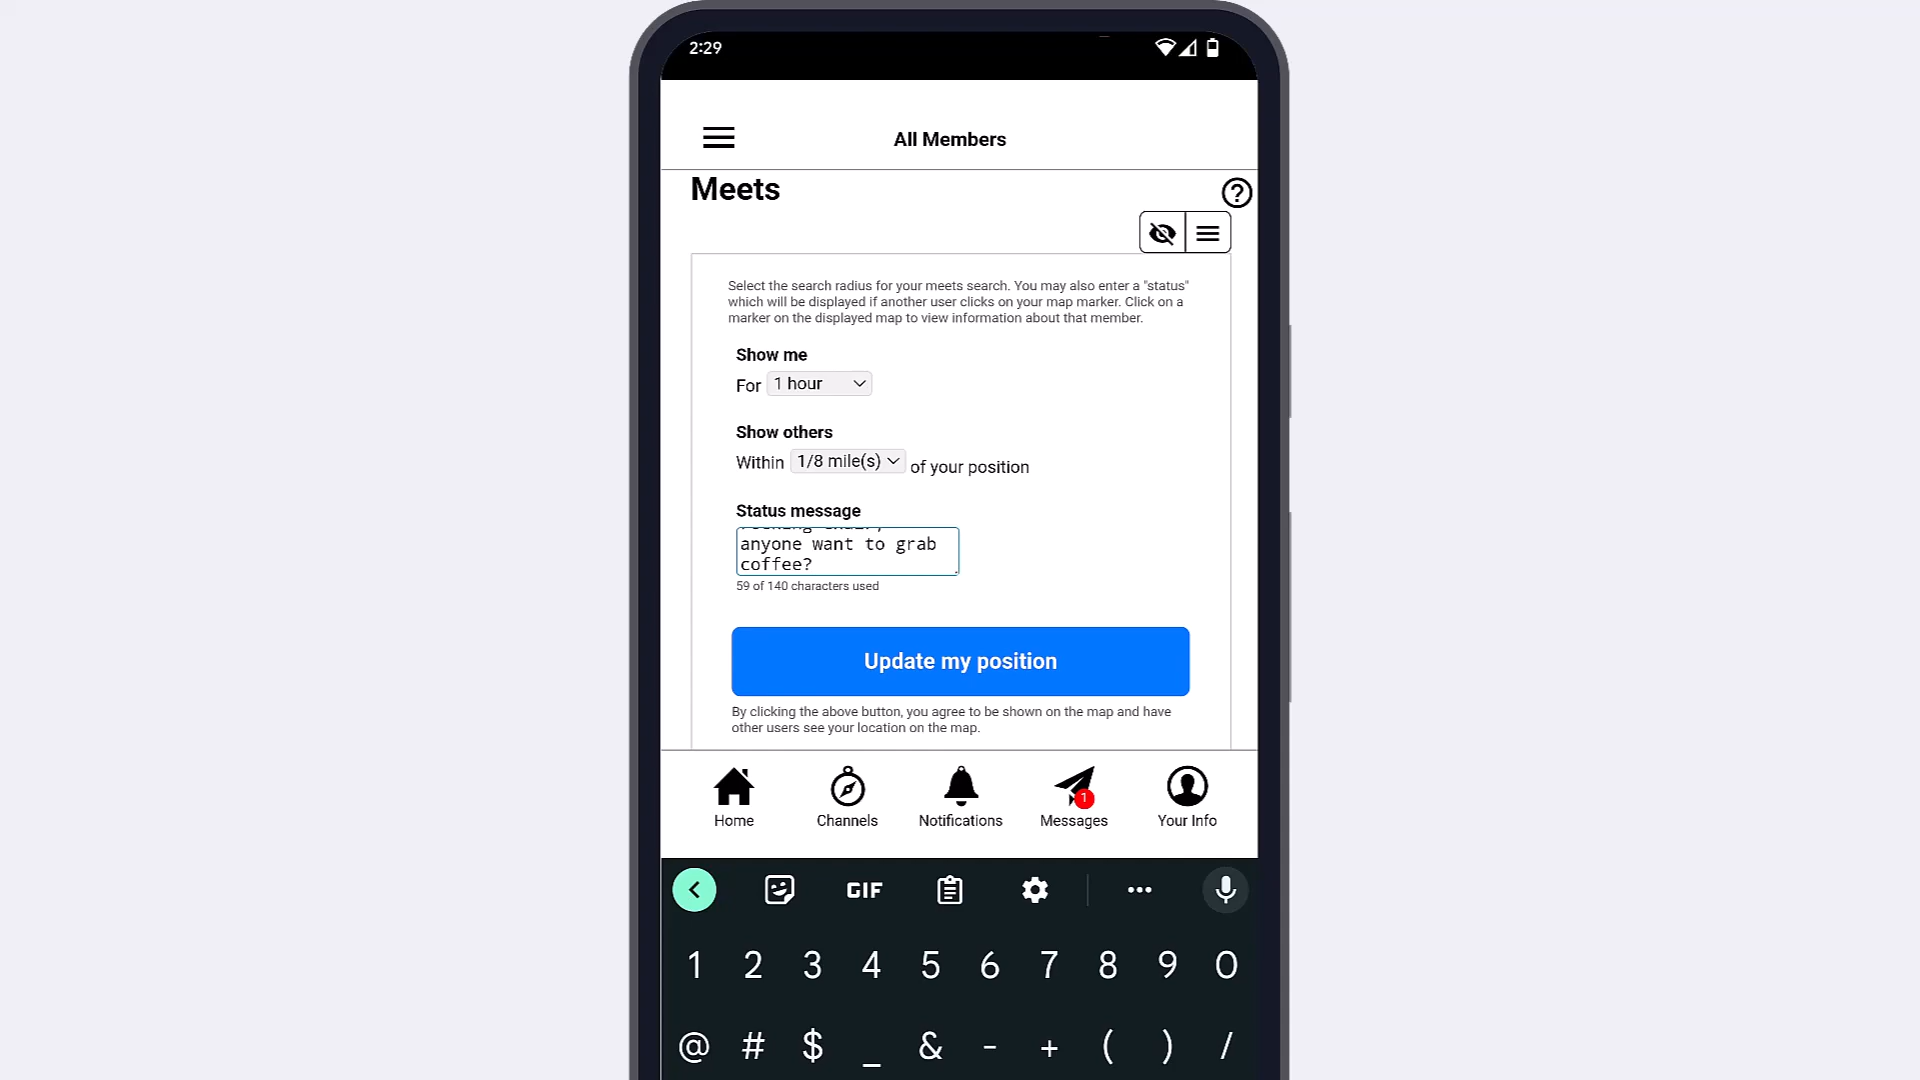 2:29
All Members
Meets
Select the search radius for your meets search. You may also enter a "status"
which will be displayed if another user clicks on your map marker. Click on a
marker on the displayed map to view information about that member.
Show me
For 1 hour
Show others
Within 1/8 mile(s) of your position
Status message
anyone want to grab
coffee?
59 of 140 characters used
Update my position
By clicking the above button, you agree to be shown on the map and have
other users see your location on the map.
1
Home Channels Notifications Messages Your Info
GIF
1 2 3 4 5 6 7 8 9 0
@ # $ _ & - + ( ) /